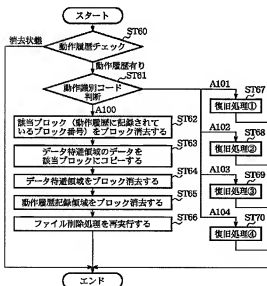 スタート
ST60
消去状態
動作履歴チェック
動作履歴有り
ST61
動作識別コード
判断
A100
A101
ST67
復旧処理①
ST62
該当ブロック(動作履歴に記録されて
いるブロック番号)をブロック消去する
A102
ST68
復旧処理②
ST63
データ待避領域のデータを
該当ブロックにコピーする
A103
ST69
復旧処理③
ST64
データ待避領域をブロック消去する
ST65
動作履歴記録領域をブロック消去する
A104
ST70
復旧処理④
ST66
ファイル削除処理を再実行する
エンド